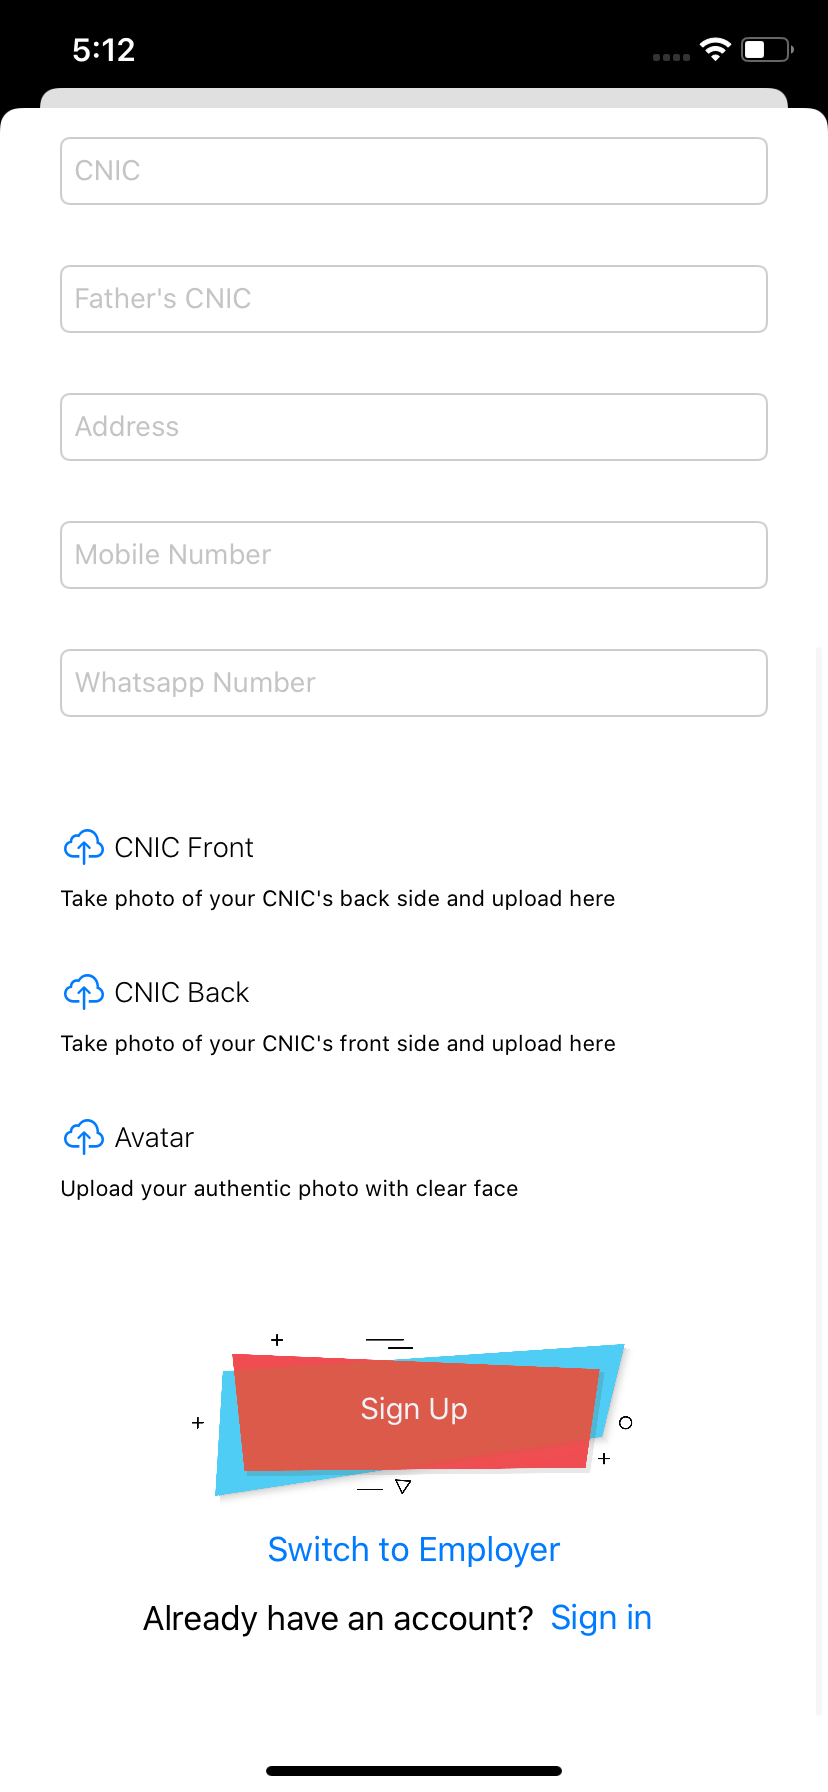 5:12
CNIC
Father's CNIC
Address
Mobile Number
Whatsapp Number
CNIC Front
Take photo of your CNIC's back side and upload here
CNIC Back
Take photo of your CNIC's front side and upload here
Avatar
Upload your authentic photo with clear face
Sign Up
Switch to Employer
Already have an account? Sign in